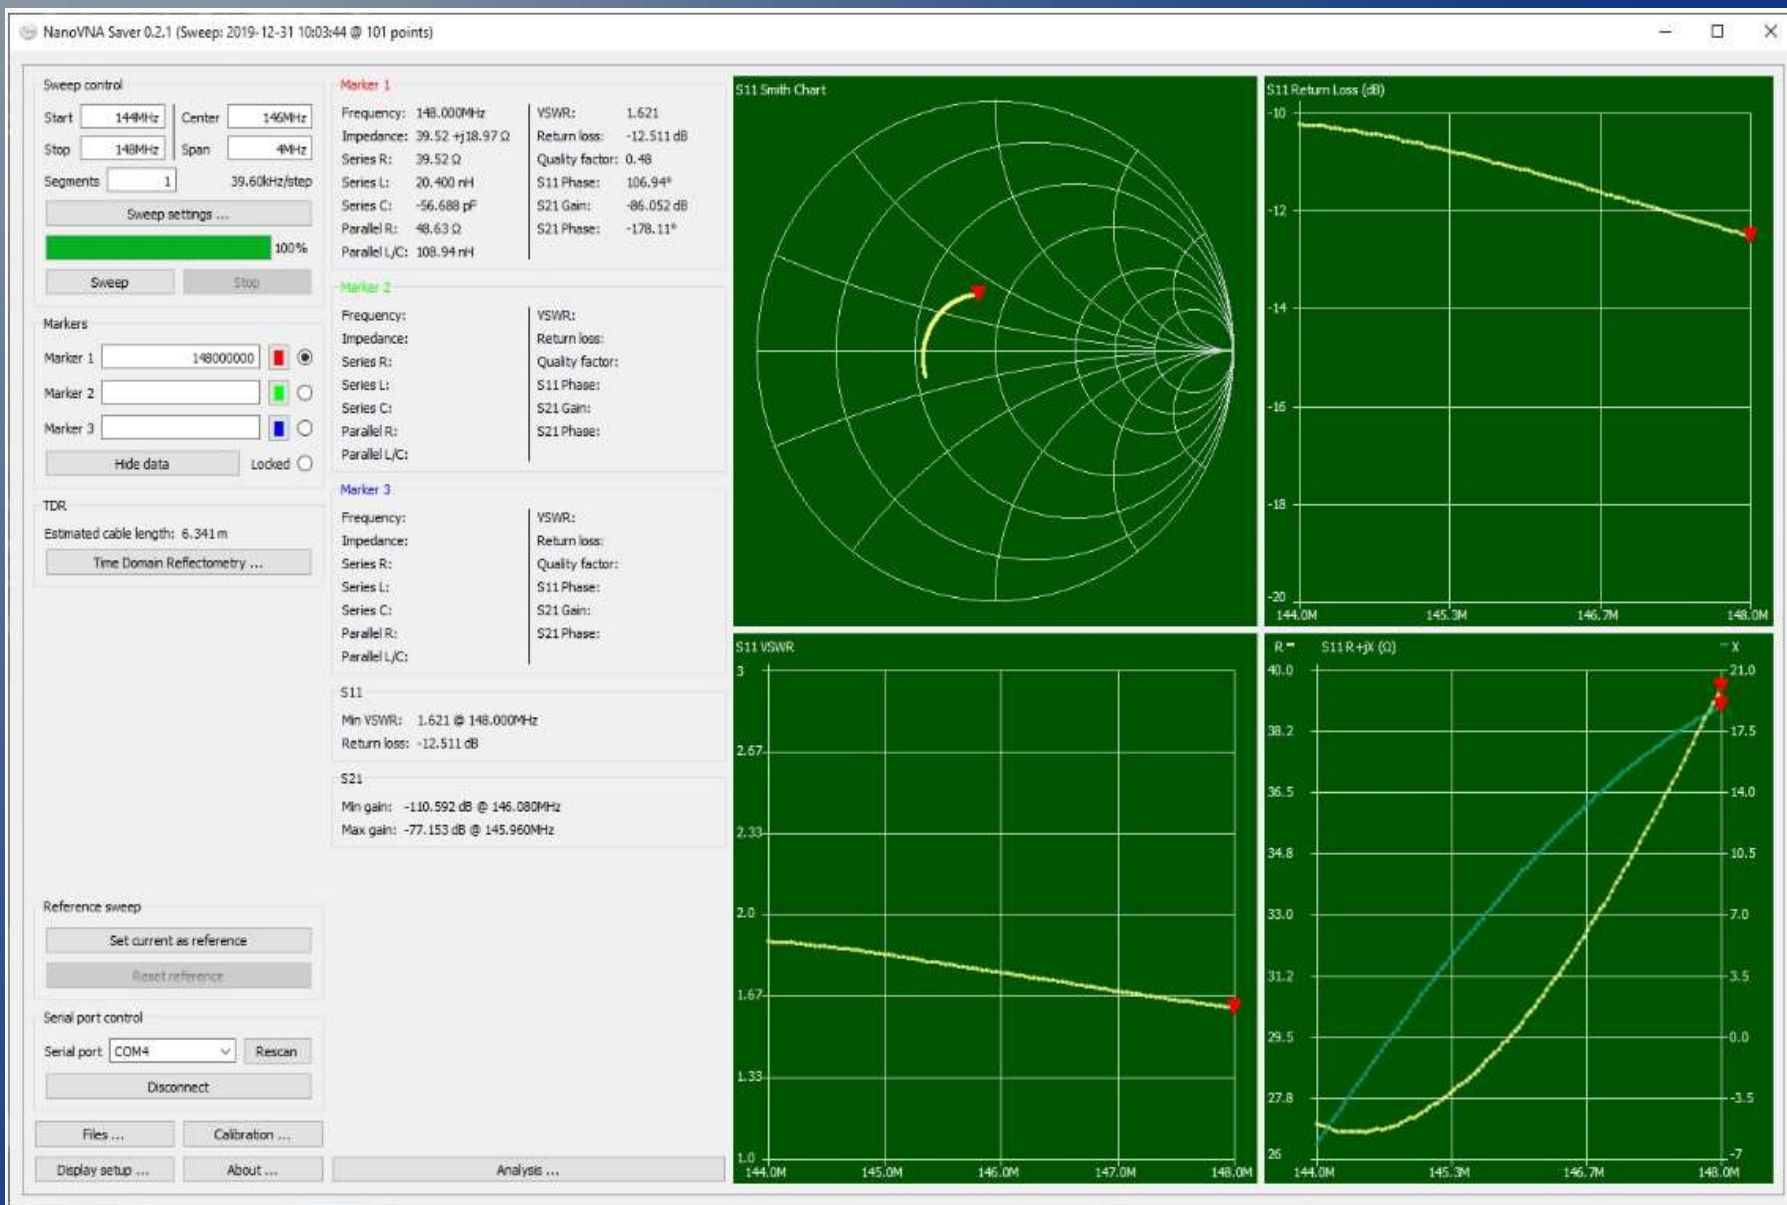 NanoVNA Saver 0.2.1 (Sweep: 2019-12-31 10:03:44 @ 101 points)
Sweep control
Start 144MHz Center 146MHz
Stop 148MHz Span 4MHz
Segments 1 39.60kHz/step
Sweep settings ...
100%
Sweep Stop
Markers
Marker 1 148000000
Marker 2
Marker 3
Hide data Locked
TDR
Estimated cable length: 6.341 m
Time Domain Reflectometry ...
Reference sweep
Set current as reference
Reset reference
Serial port control
Serial port COM4 Rescan
Disconnect
Files ... Calibration ...
Display setup ... About ...
Marker 1
Frequency: 148.000MHz VSWR: 1.621
Impedance: 39.52 +j18.97 Ω Return loss: -12.511 dB
Series R: 39.52 Ω Quality factor: 0.48
Series L: 20.400 nH S11 Phase: 106.94°
Series C: -56.688 pF S21 Gain: -86.052 dB
Parallel R: 48.63 Ω S21 Phase: -178.11°
Parallel L/C: 108.94 nH
Marker 2
Frequency: VSWR:
Impedance: Return loss:
Series R: Quality factor:
Series L: S11 Phase:
Series C: S21 Gain:
Parallel R: S21 Phase:
Parallel L/C:
Marker 3
Frequency: VSWR:
Impedance: Return loss:
Series R: Quality factor:
Series L: S11 Phase:
Series C: S21 Gain:
Parallel R: S21 Phase:
Parallel L/C:
S11
Min VSWR: 1.621 @ 148.000MHz
Return loss: -12.511 dB
S21
Min gain: -110.592 dB @ 146.080MHz
Max gain: -77.153 dB @ 145.960MHz
Analysis ...
S11 Smith Chart
S11 Return Loss (dB)
-10
-12
-14
-16
-18
-20
144.0M 145.3M 146.7M 148.0M
S11 VSWR
3
2.67
2.33
2.0
1.67
1.33
1.0
144.0M 145.0M 146.0M 147.0M 148.0M
R S11 R+jX (Ω) X
40.0 21.0
38.2 17.5
36.5 14.0
34.8 10.5
33.0 7.0
31.2 3.5
29.5 0.0
27.8 -3.5
26 -7
144.0M 145.3M 146.7M 148.0M